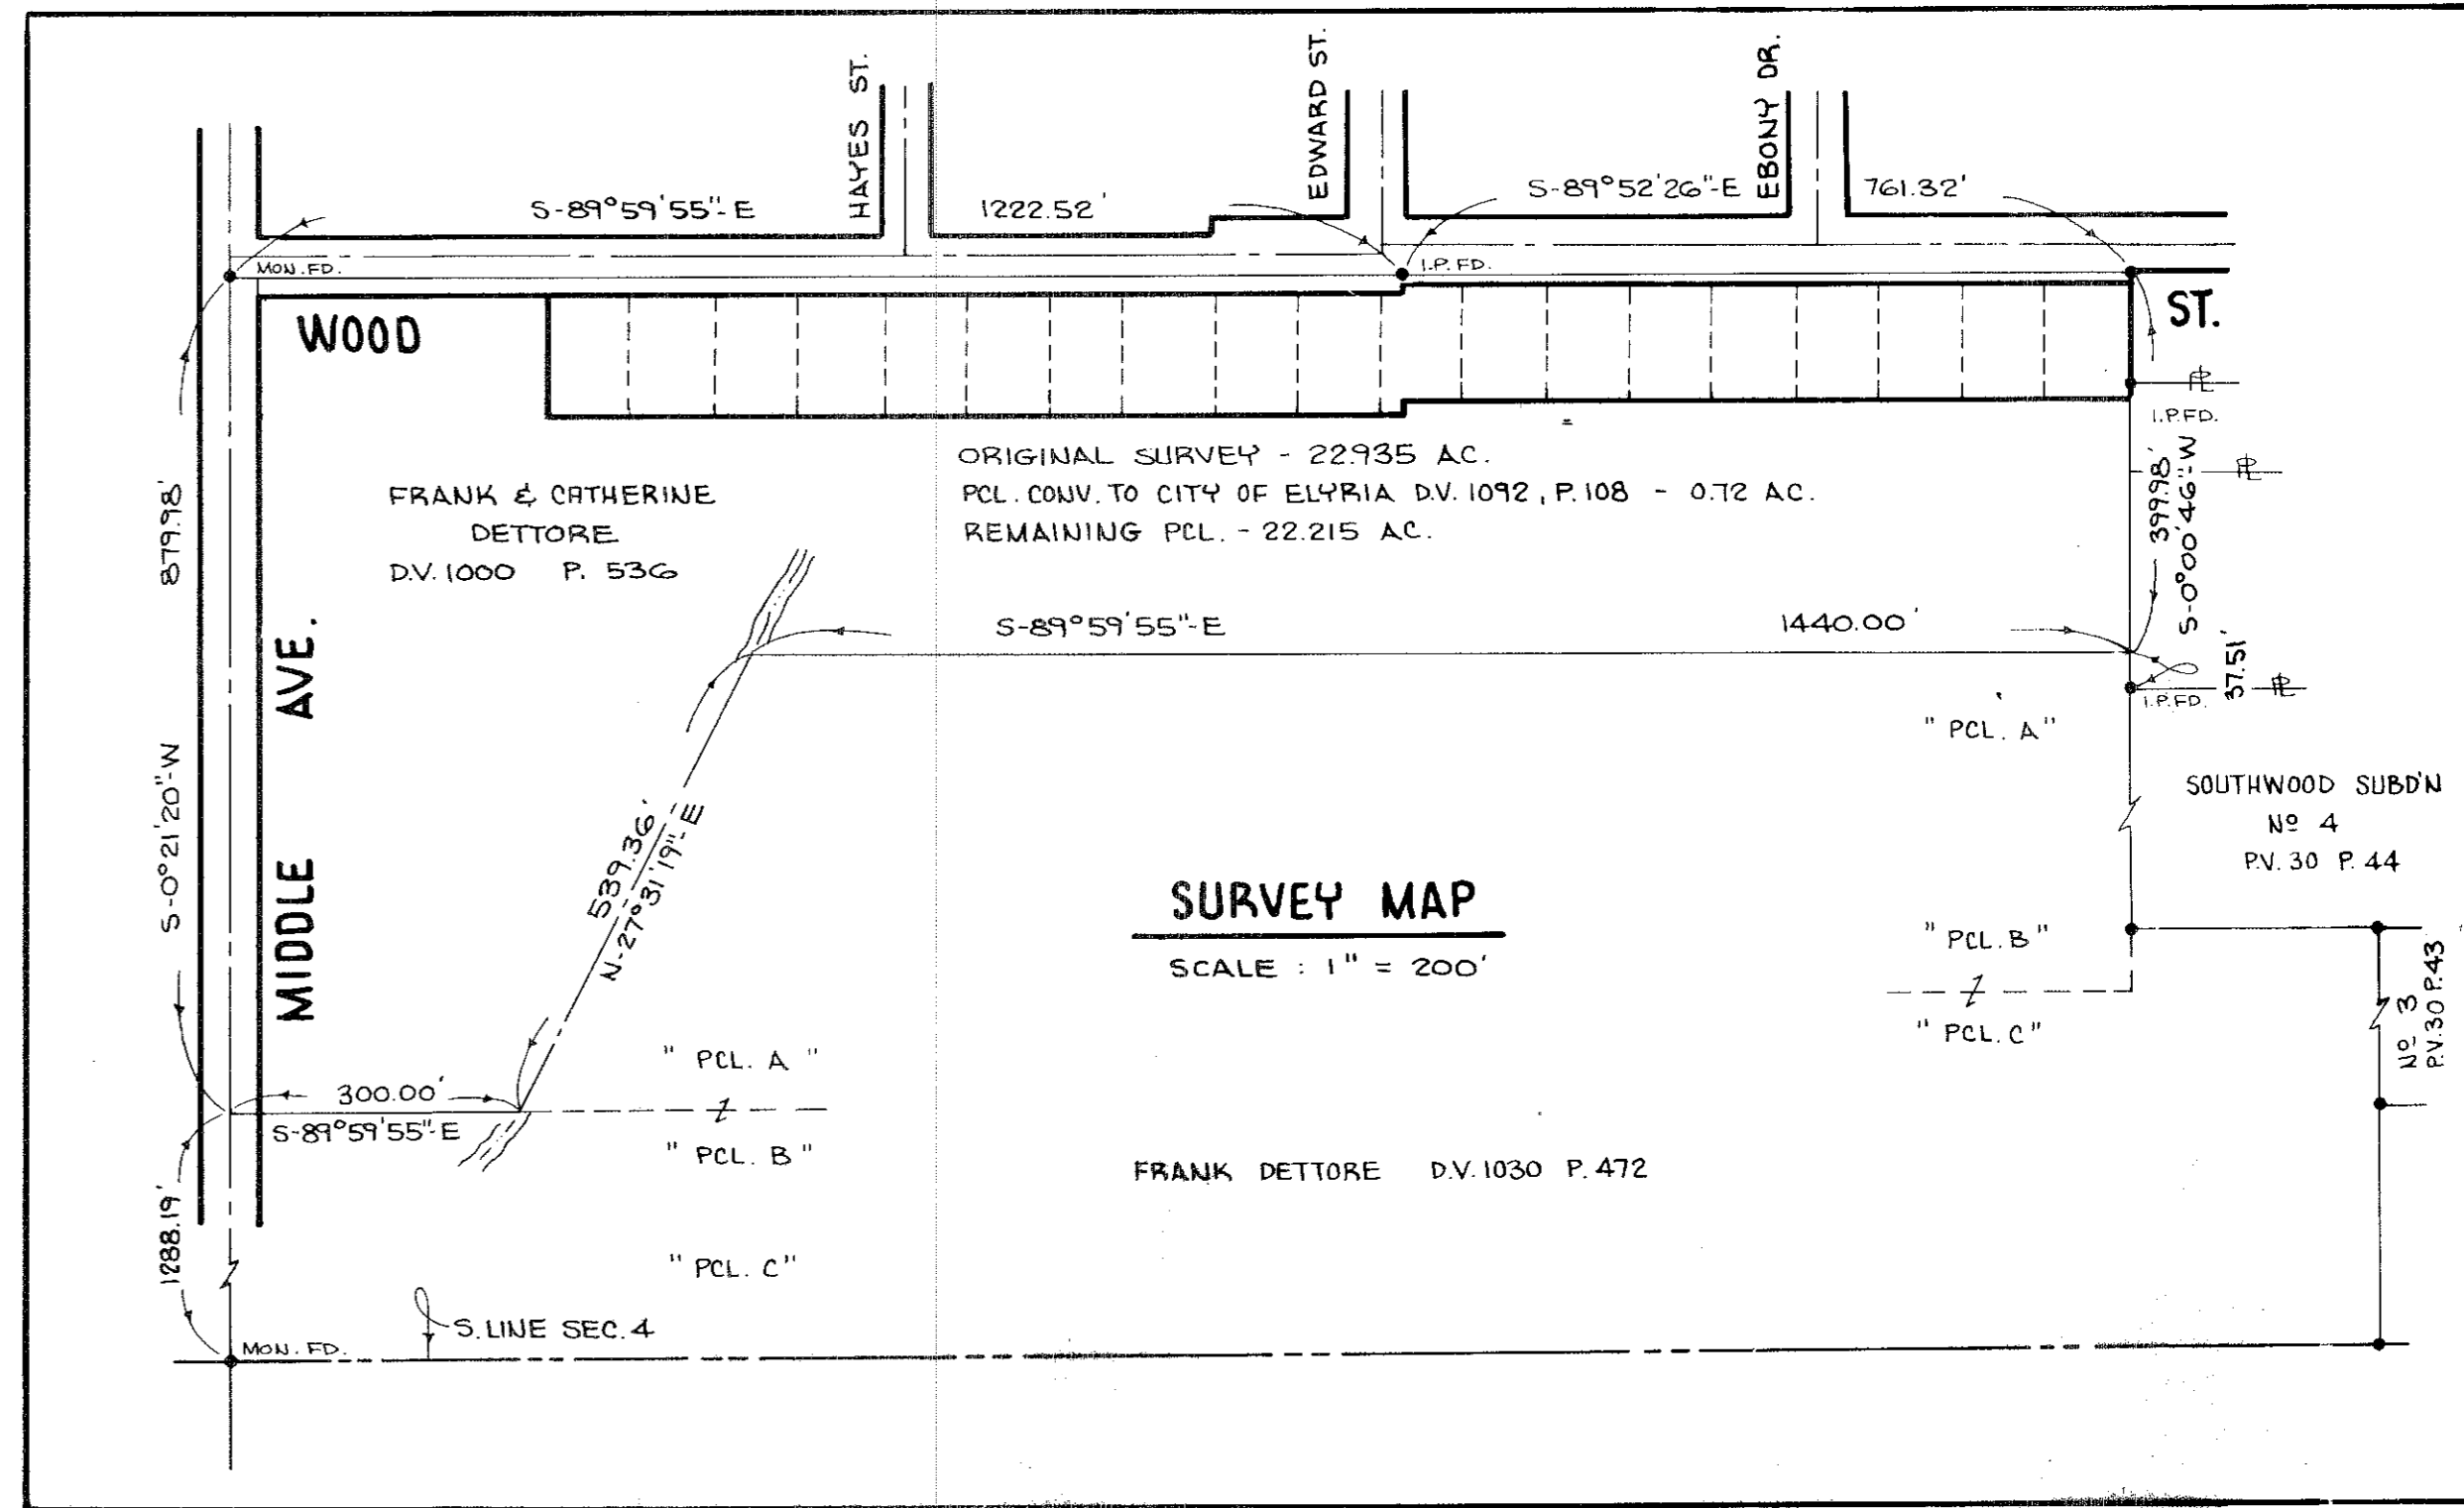 HAYES ST.
EDWARD ST.
EBONY DR.
S-89°59'55"-E
1222.52'
S-89°52'26"-E
761.32'
MON. FD.
I.P. FD.
WOOD
ST.
℄
I.P.FD.
ORIGINAL SURVEY - 22.935 AC.
PCL. CONV. TO CITY OF ELYRIA D.V. 1092, P. 108 - 0.72 AC.
REMAINING PCL. - 22.215 AC.
FRANK & CATHERINE
DETTORE
D.V. 1000 P. 536
879.98'
S-0°21'20"-W
MIDDLE AVE.
399.98'
S-0°00'46"-W
℄
S-89°59'55"-E
1440.00'
37.51'
℄
I.P.FD.
" PCL. A "
539.36'
N-27°31'19"-E
SOUTHWOOD SUBD'N
Nº 4
P.V. 30 P. 44
SURVEY MAP
SCALE : 1" = 200'
" PCL. B "
" PCL. C "
Nº 3
P.V. 30 P. 43
300.00'
S-89°59'55"-E
" PCL. A "
" PCL. B "
FRANK DETTORE D.V. 1030 P. 472
1288.19'
" PCL. C "
S. LINE SEC. 4
MON. FD.